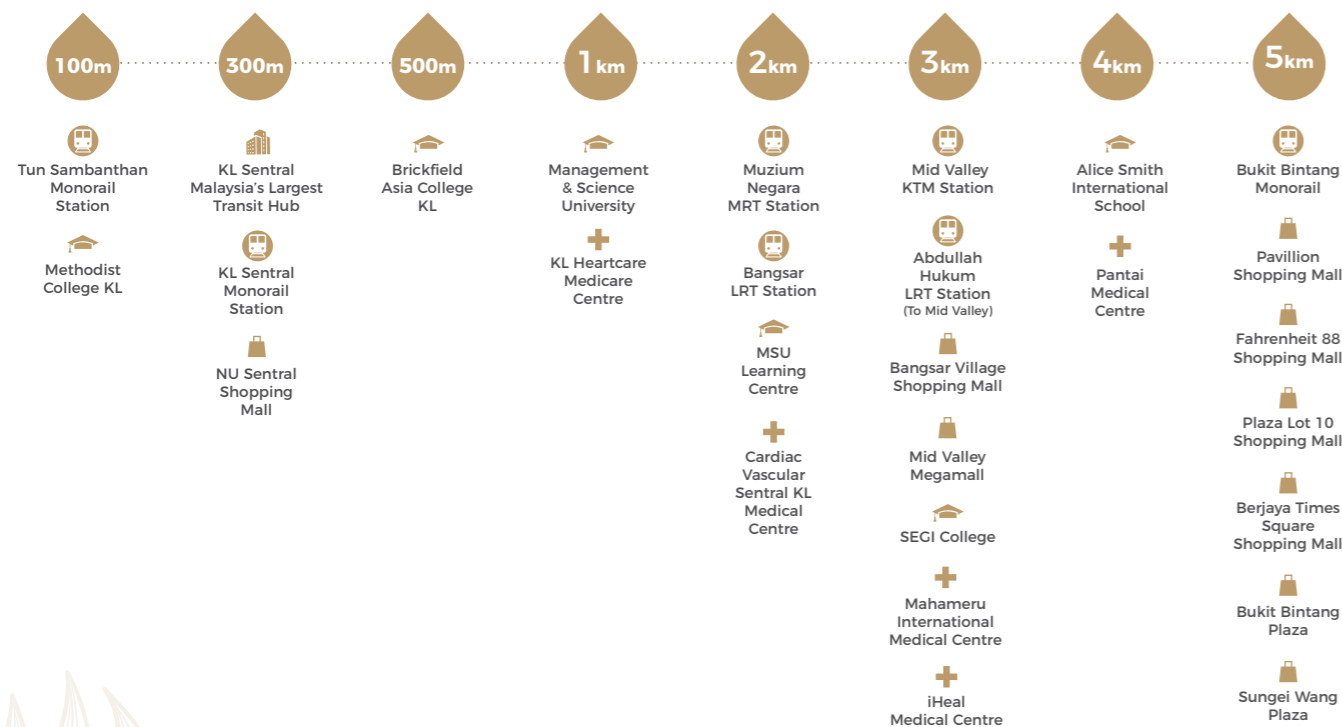 100m
300m
500m
1 km
2km
3km
4km
5km
Tun Sambanthan
Monorail
Station
Methodist
College KL
KL Sentral
Malaysia's Largest
Transit Hub
KL Sentral
Monorail
Station
NU Sentral
Shopping
Mall
Brickfield
Asia College
KL
Management
& Science
University
KL Heartcare
Medicare
Centre
Muzium
Negara
MRT Station
Bangsar
LRT Station
MSU
Learning
Centre
Cardiac
Vascular
Sentral KL
Medical
Centre
Mid Valley
KTM Station
Abdullah
Hukum
LRT Station
(To Mid Valley)
Bangsar Village
Shopping Mall
Mid Valley
Megamall
SEGI College
Mahameru
International
Medical Centre
iHeal
Medical Centre
Alice Smith
International
School
Pantai
Medical
Centre
Bukit Bintang
Monorail
Pavillion
Shopping Mall
Fahrenheit 88
Shopping Mall
Plaza Lot 10
Shopping Mall
Berjaya Times
Square
Shopping Mall
Bukit Bintang
Plaza
Sungei Wang
Plaza